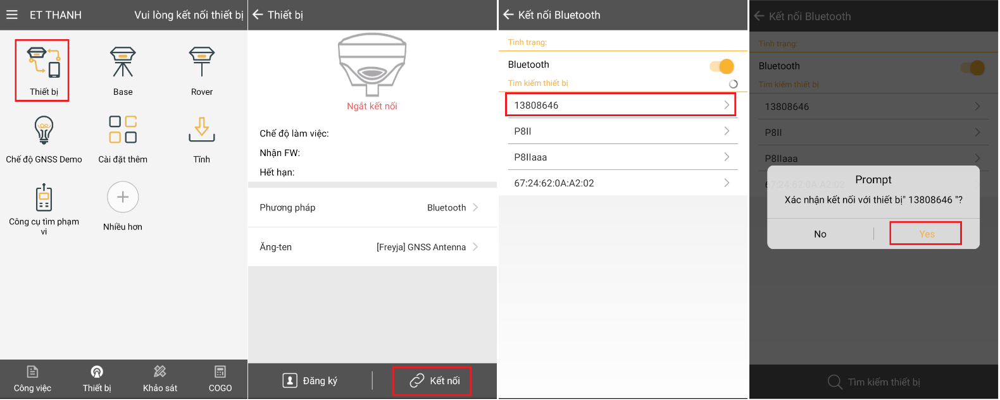 ET THANH
Vui lòng kết nối thiết bị
Thiết bị
Base
Rover
Chế độ GNSS Demo
Cài đặt thêm
Tĩnh
Công cụ tìm phạm
vi
Nhiều hơn
Công việc
Thiết bị
Khảo sát
COGO
Thiết bị
Ngắt kết nối
Chế độ làm việc:
Nhận FW:
Hết hạn:
Phương pháp
Bluetooth
Ăng-ten
[Freyja] GNSS Antenna
Đăng ký
Kết nối
Kết nối Bluetooth
Tình trạng:
Bluetooth
Tìm kiếm thiết bị
13808646
P8II
P8IIaaa
67:24:62:0A:A2:02
Kết nối Bluetooth
Tình trạng:
Bluetooth
Tìm kiếm thiết bị
13808646
P8II
P8IIaaa
67:24:62:0A:A2:02
Prompt
Xác nhận kết nối với thiết bị" 13808646 "?
No
Yes
Tìm kiếm thiết bị